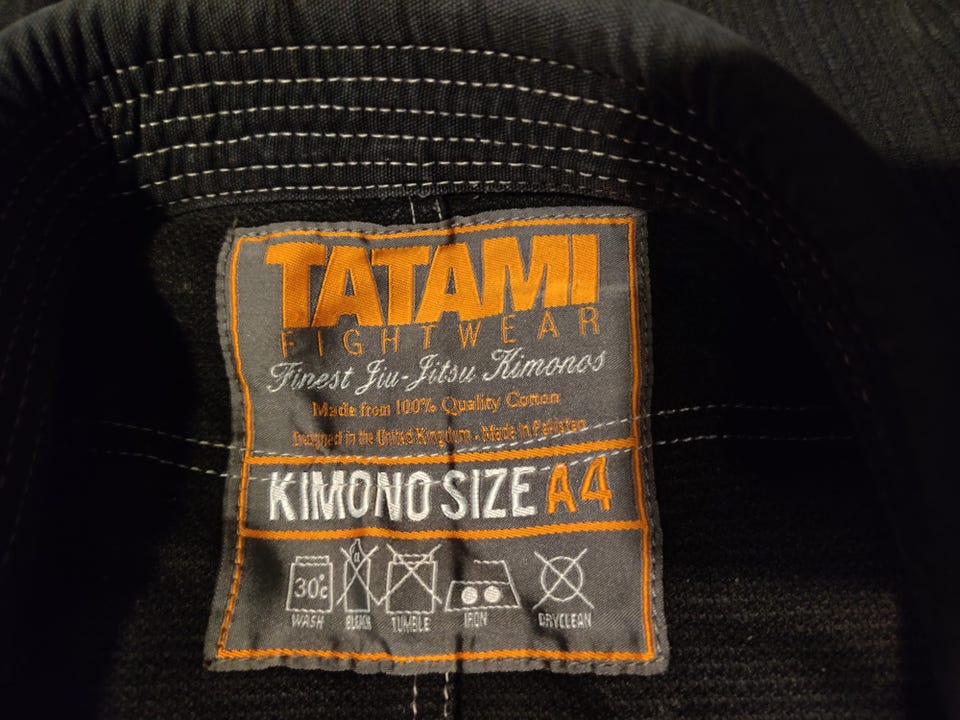 TATAMI
FIGHTWEAR
Finest Jiu-Jitsu Kimonos
Made from 100% Quality Cotton
Designed in the United Kingdom - Made in Pakistan
KIMONO SIZE A4
30°c
WASH BLEACH TUMBLE IRON DRYCLEAN